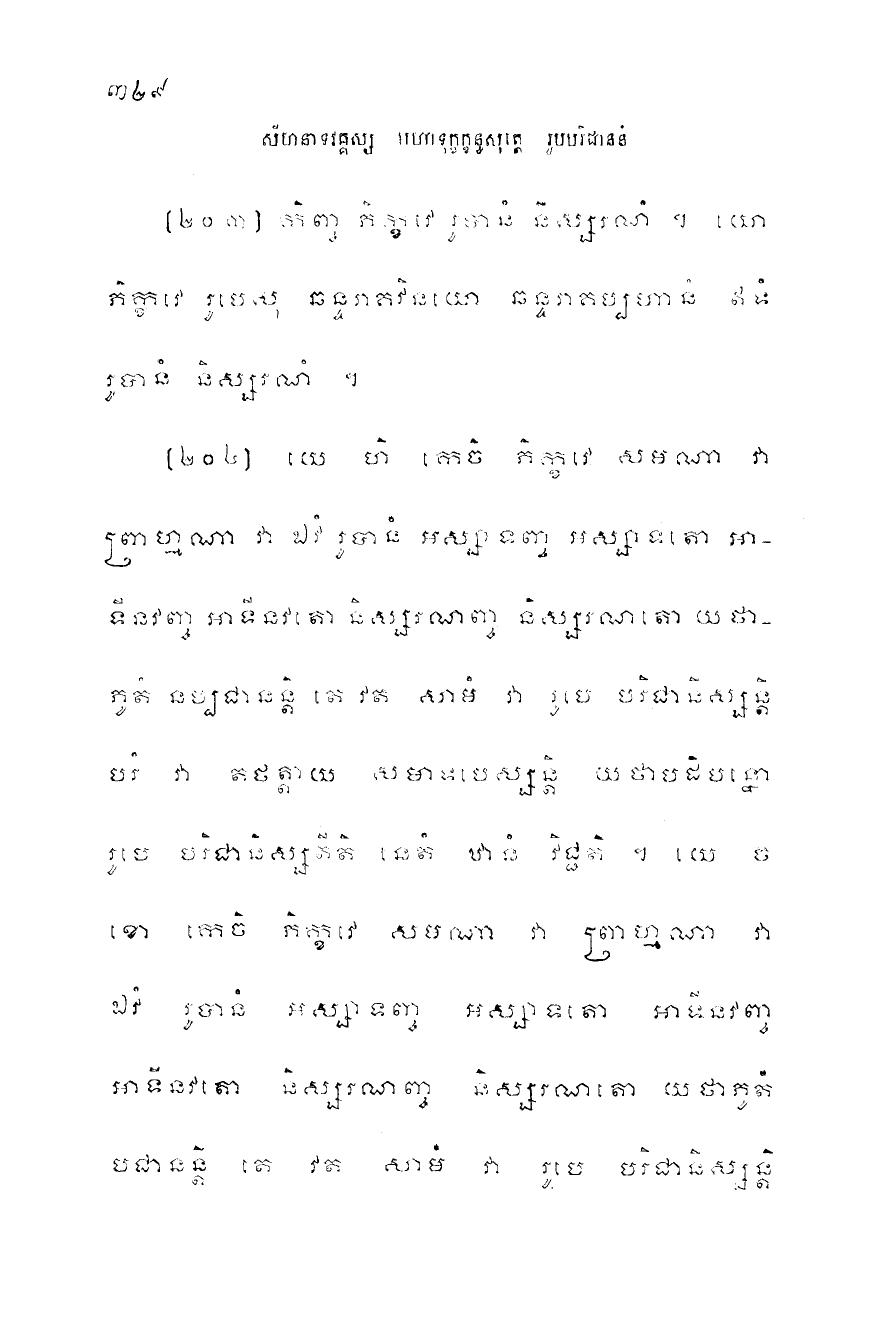 ៣៤៩
សីហនាទវគ្គស្ស មហាទុក្ខក្ខន្ធសុត្តេ រូបបរិជាននំ
(២០៣) កិញ្ច ភិក្ខវេ រូបានំ និស្សរណំ ។ យោ
ភិក្ខវេ រូបេសុ ឆន្ទរាគវិនយោ ឆន្ទរាគប្បហានំ ឥទំ
រូបានំ និស្សរណំ ។
(២០៤) យេ ហិ កេចិ ភិក្ខវេ សមណា វា
ព្រាហ្មណា វា ឯវំ រូបានំ អស្សាទញ្ច អស្សាទតោ អា-
ទីនវញ្ច អាទីនវតោ និស្សរណញ្ច និស្សរណតោ យថា-
ភូតំ នប្បជានន្តិ តេ វត សាមំ វា រូបេ បរិជានិស្សន្តិ
បរំ វា តថត្តាយ សមាទបេស្សន្តិ យថាបដិបន្នោ
រូបេ បរិជានិស្សតីតិ នេតំ ឋានំ វិជ្ជតិ ។ យេ ច
ខោ កេចិ ភិក្ខវេ សមណា វា ព្រាហ្មណា វា
ឯវំ រូបានំ អស្សាទញ្ច អស្សាទតោ អាទីនវញ្ច
អាទីនវតោ និស្សរណញ្ច និស្សរណតោ យថាភូតំ
បជានន្តិ តេ វត សាមំ វា រូបេ បរិជានិស្សន្តិ